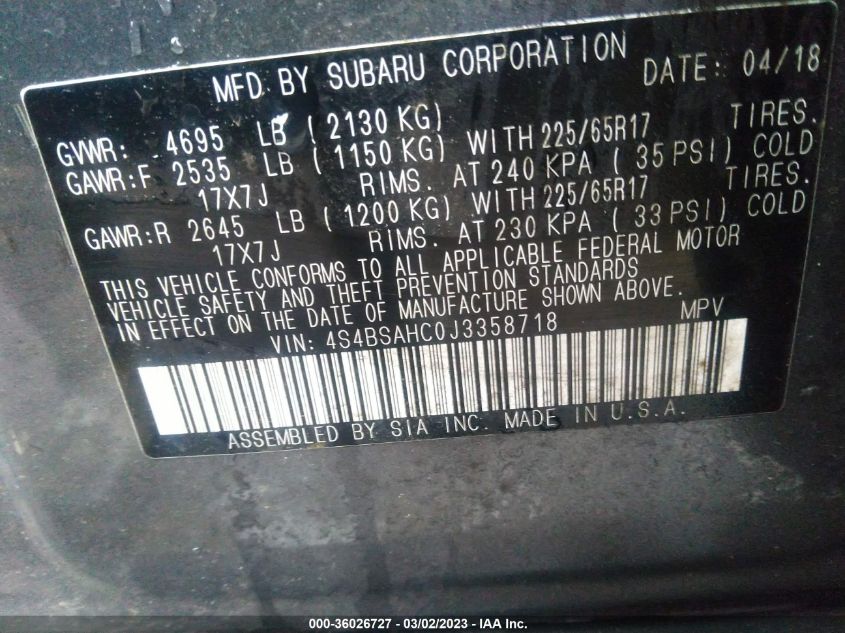 MFD. BY SUBARU CORPORATION DATE: 04/18
GVWR: 4695 LB ( 2130 KG)
GAWR:F 2535 LB ( 1150 KG) WITH 225/65R17 TIRES.
17X7J RIMS. AT 240 KPA ( 35 PSI) COLD
GAWR:R 2645 LB ( 1200 KG) WITH 225/65R17 TIRES.
17X7J RIMS. AT 230 KPA ( 33 PSI) COLD
THIS VEHICLE CONFORMS TO ALL APPLICABLE FEDERAL MOTOR
VEHICLE SAFETY AND THEFT PREVENTION STANDARDS
IN EFFECT ON THE DATE OF MANUFACTURE SHOWN ABOVE.
VIN: 4S4BSAHC0J3358718 MPV
ASSEMBLED BY SIA INC. MADE IN U.S.A.
000-36026727 - 03/02/2023 - IAA Inc.